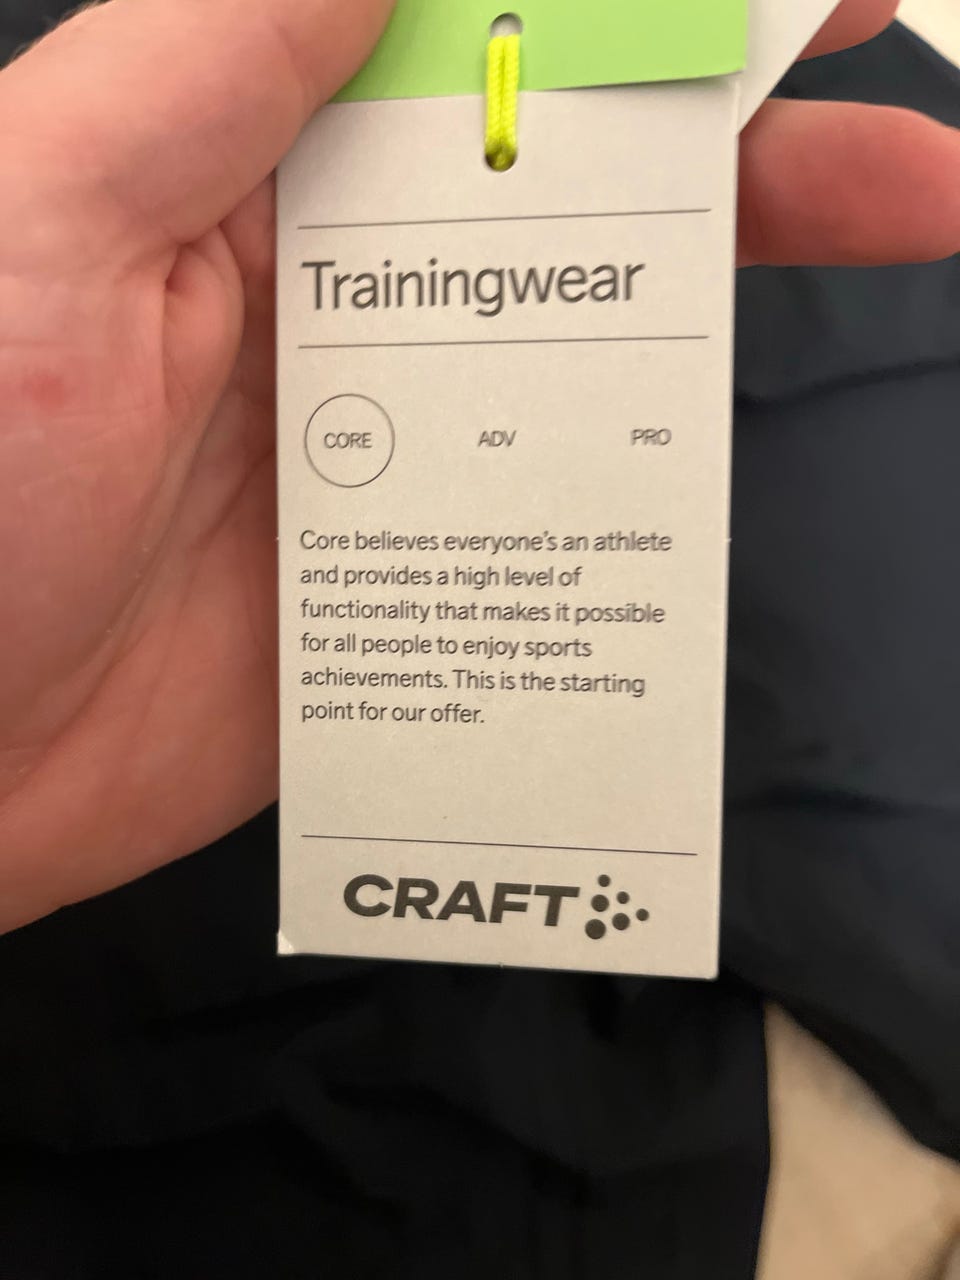 Trainingwear
CORE ADV PRO
Core believes everyone's an athlete
and provides a high level of
functionality that makes it possible
for all people to enjoy sports
achievements. This is the starting
point for our offer.
CRAFT